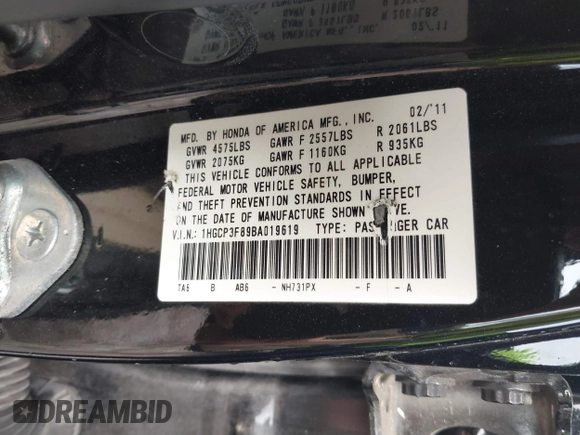 MFD. BY HONDA OF AMERICA MFG., INC. 02/'11
GVWR 4575LBS GAWR F 2557LBS R 2061LBS
GVWR 2075KG GAWR F 1160KG R 935KG
THIS VEHICLE CONFORMS TO ALL APPLICABLE
FEDERAL MOTOR VEHICLE SAFETY, BUMPER,
AND THEFT PREVENTION STANDARDS IN EFFECT
ON THE DATE OF MANUFACTURE SHOWN
V.I.N.: 1HGCP3F89BA019619 TYPE: CAR
TA6 B AB6 - NH731PX - F - A
DREAMBID